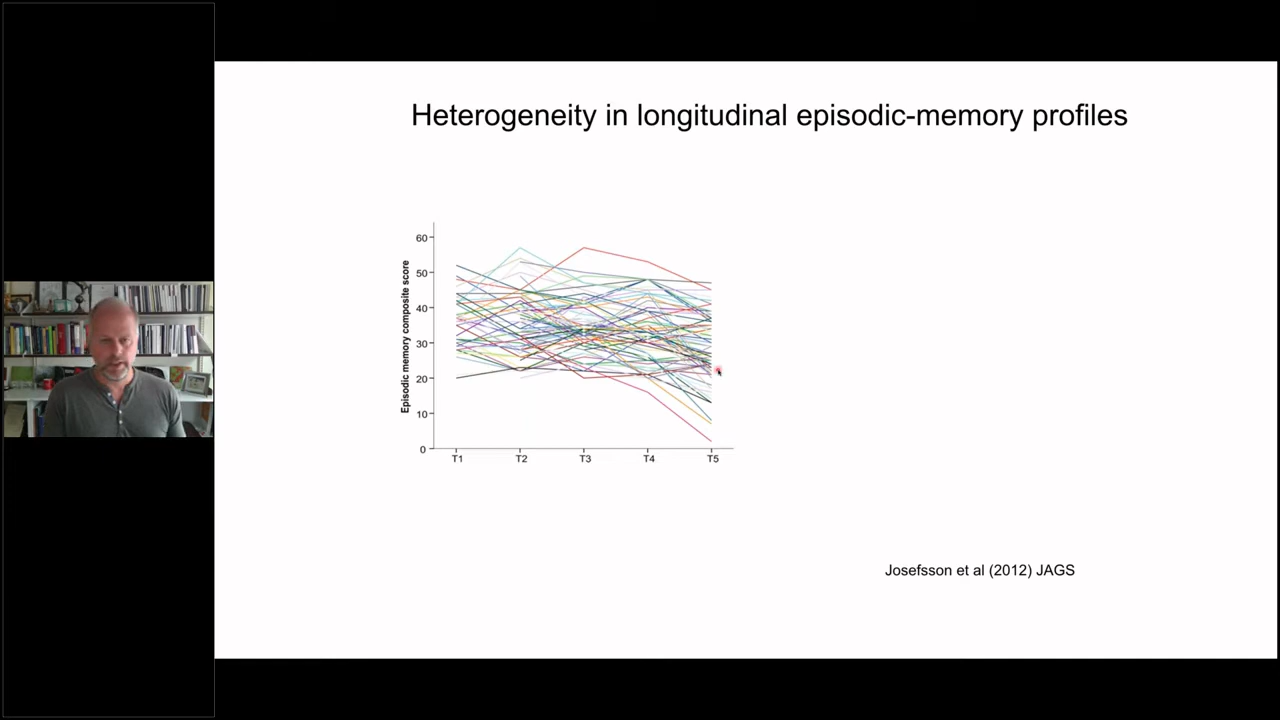 Heterogeneity in longitudinal episodic-memory profiles
Episodic memory composite score
60
50
40
30
20
10
0
T1
T2
T3
T4
T5
Josefsson et al (2012) JAGS